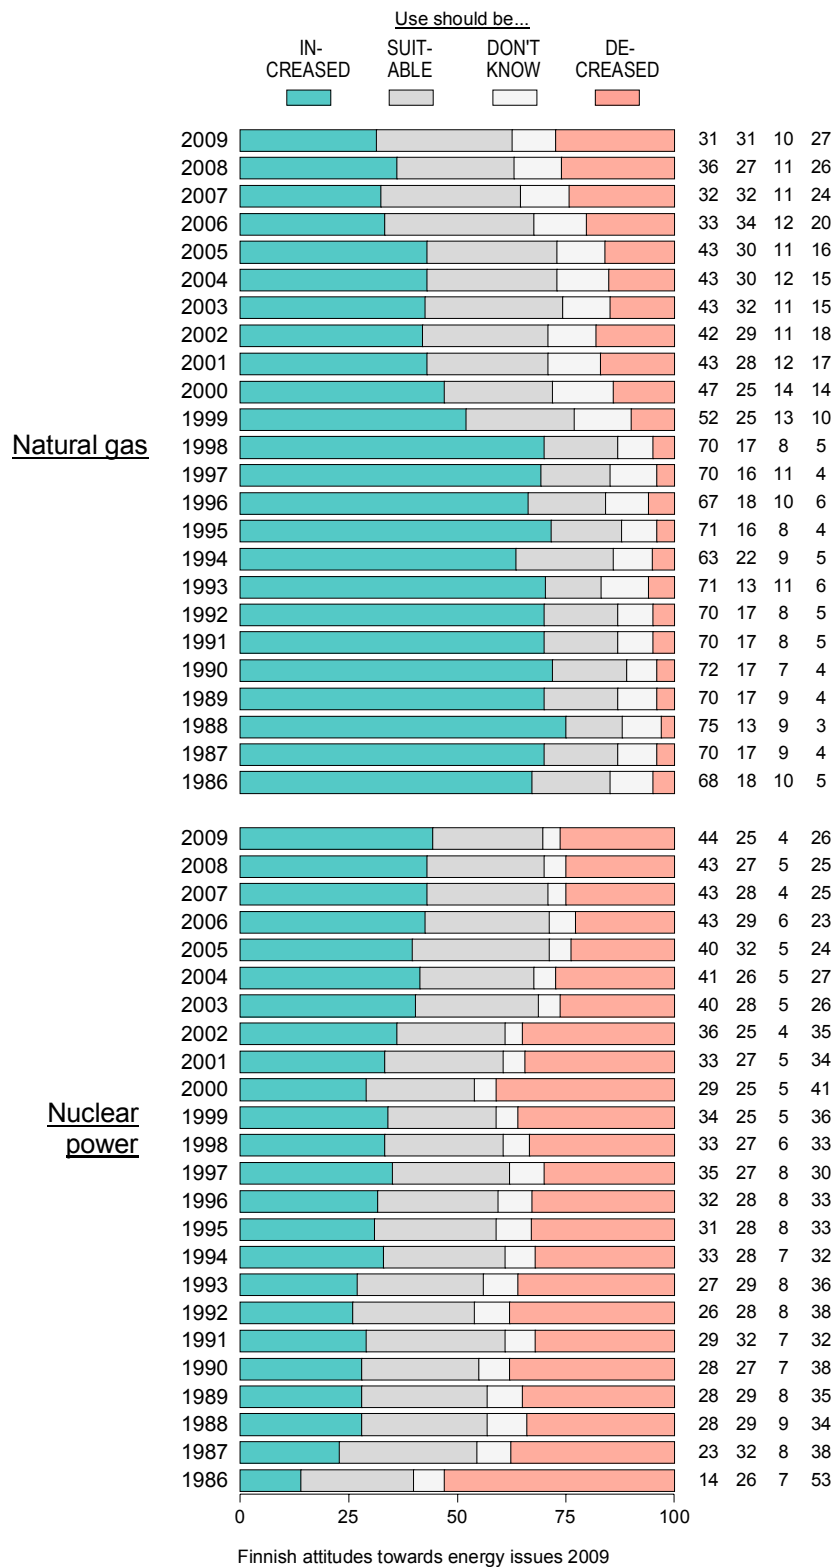 Use should be...
IN- SUIT- DON'T DE-
CREASED ABLE KNOW CREASED
2009 31 31 10 27
2008 36 27 11 26
2007 32 32 11 24
2006 33 34 12 20
2005 43 30 11 16
2004 43 30 12 15
2003 43 32 11 15
2002 42 29 11 18
2001 43 28 12 17
2000 47 25 14 14
1999 52 25 13 10
Natural gas
1998 70 17 8 5
1997 70 16 11 4
1996 67 18 10 6
1995 71 16 8 4
1994 63 22 9 5
1993 71 13 11 6
1992 70 17 8 5
1991 70 17 8 5
1990 72 17 7 4
1989 70 17 9 4
1988 75 13 9 3
1987 70 17 9 4
1986 68 18 10 5
2009 44 25 4 26
2008 43 27 5 25
2007 43 28 4 25
2006 43 29 6 23
2005 40 32 5 24
2004 41 26 5 27
2003 40 28 5 26
2002 36 25 4 35
2001 33 27 5 34
2000 29 25 5 41
Nuclear
power
1999 34 25 5 36
1998 33 27 6 33
1997 35 27 8 30
1996 32 28 8 33
1995 31 28 8 33
1994 33 28 7 32
1993 27 29 8 36
1992 26 28 8 38
1991 29 32 7 32
1990 28 27 7 38
1989 28 29 8 35
1988 28 29 9 34
1987 23 32 8 38
1986 14 26 7 53
0 25 50 75 100
Finnish attitudes towards energy issues 2009